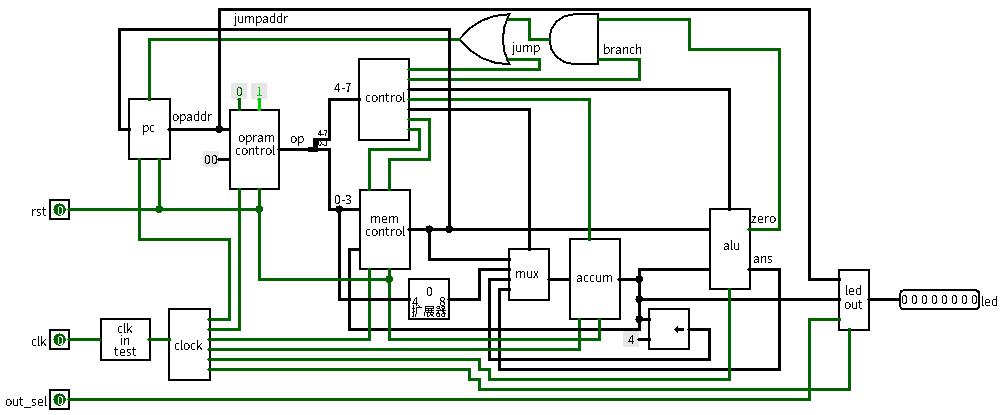 jumpaddr
jump
branch
4-7
control
0
1
opaddr
pc
opram
control
op
4-7
00
0-3
rst
mem
control
zero
alu
ans
mux
accum
0
4 8
扩展器
led
out
00000000
led
clk
in
test
clk
clock
4
out_sel
0
0
0